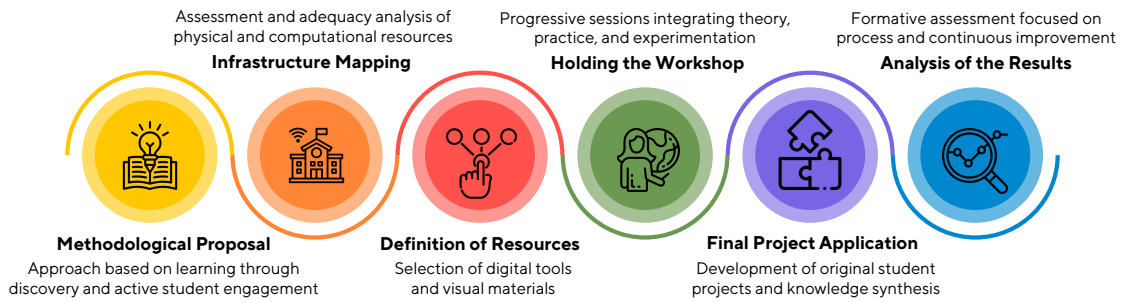 Assessment and adequacy analysis of
physical and computational resources
Infrastructure Mapping
Progressive sessions integrating theory,
practice, and experimentation
Holding the Workshop
Formative assessment focused on
process and continuous improvement
Analysis of the Results
Methodological Proposal
Approach based on learning through
discovery and active student engagement
Definition of Resources
Selection of digital tools
and visual materials
Final Project Application
Development of original student
projects and knowledge synthesis